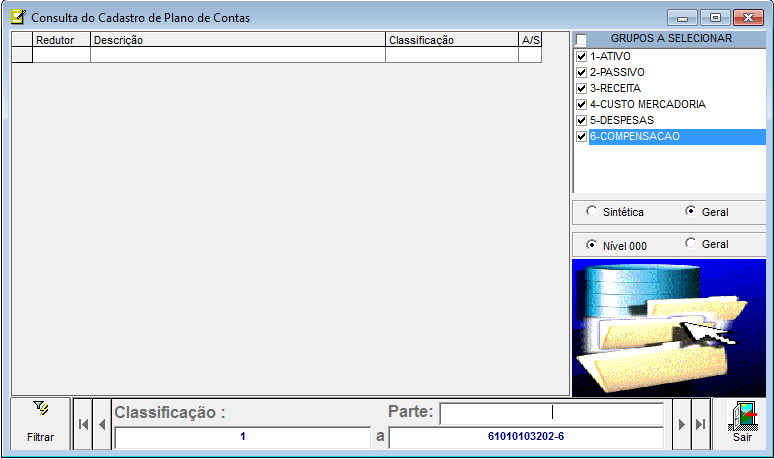 Consulta do Cadastro de Plano de Contas
Redutor Descrição Classificação A/S
GRUPOS A SELECIONAR
1-ATIVO
2-PASSIVO
3-RECEITA
4-CUSTO MERCADORIA
5-DESPESAS
6-COMPENSACAO
Sintética Geral
Nível 000 Geral
Filtrar
Classificação :
Parte:
1 a 61010103202-6
Sair